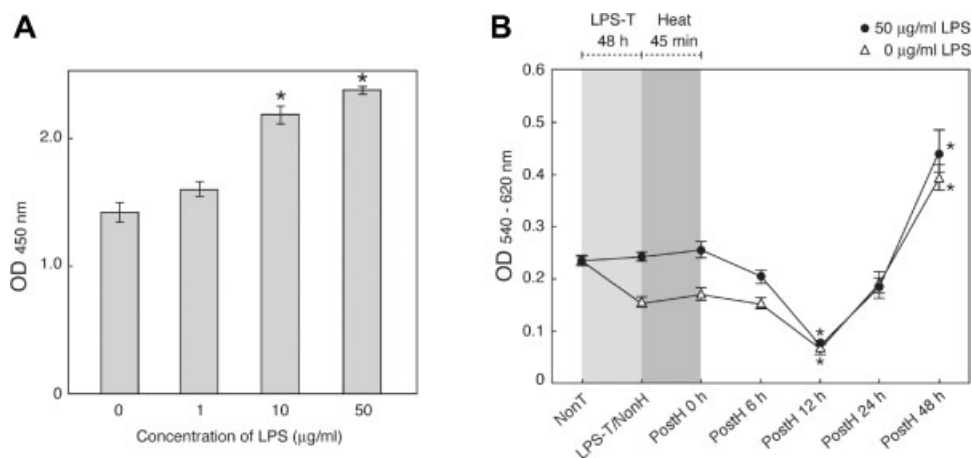 A
OD 450 nm
2.0
1.0
0
*
*
0 1 10 50
Concentration of LPS (μg/ml)
B
LPS-T Heat
48 h 45 min
50 μg/ml LPS
0 μg/ml LPS
OD 540 - 620 nm
0.6
0.5
0.4
0.3
0.2
0.1
0
*
*
*
*
NonT
LPS-T/NonH
PostH 0 h
PostH 6 h
PostH 12 h
PostH 24 h
PostH 48 h